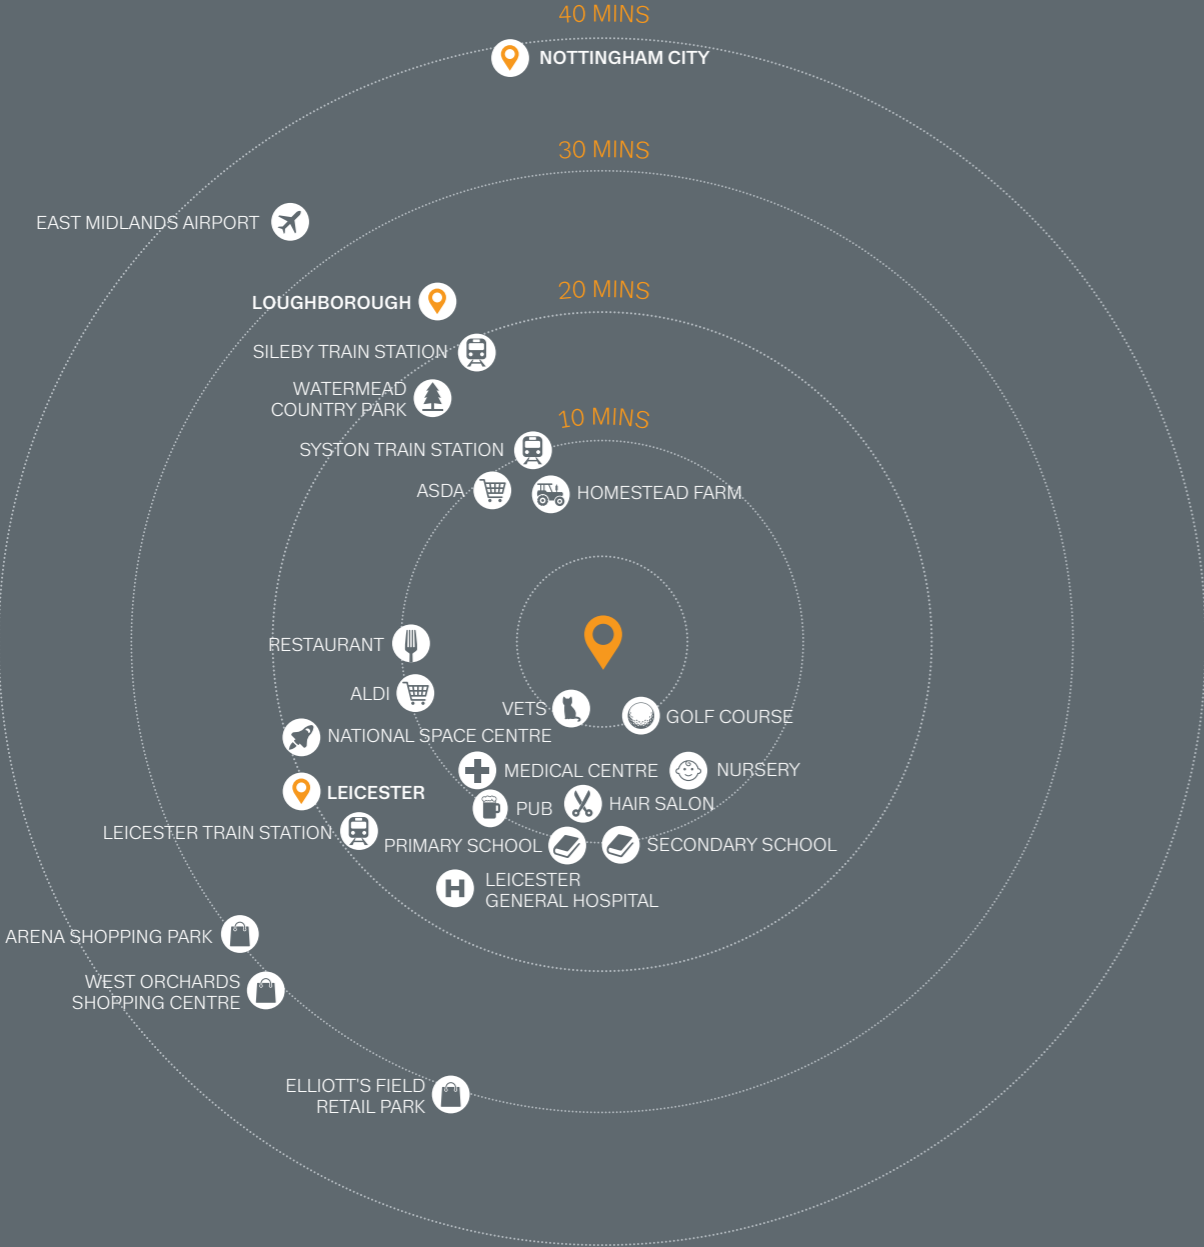 40 MINS
NOTTINGHAM CITY
30 MINS
EAST MIDLANDS AIRPORT
20 MINS
LOUGHBOROUGH
SILEBY TRAIN STATION
WATERMEAD
COUNTRY PARK
10 MINS
SYSTON TRAIN STATION
ASDA
HOMESTEAD FARM
RESTAURANT
ALDI
VETS
GOLF COURSE
NATIONAL SPACE CENTRE
MEDICAL CENTRE
NURSERY
LEICESTER
PUB
HAIR SALON
LEICESTER TRAIN STATION
PRIMARY SCHOOL
SECONDARY SCHOOL
H
LEICESTER
GENERAL HOSPITAL
ARENA SHOPPING PARK
WEST ORCHARDS
SHOPPING CENTRE
ELLIOTT'S FIELD
RETAIL PARK